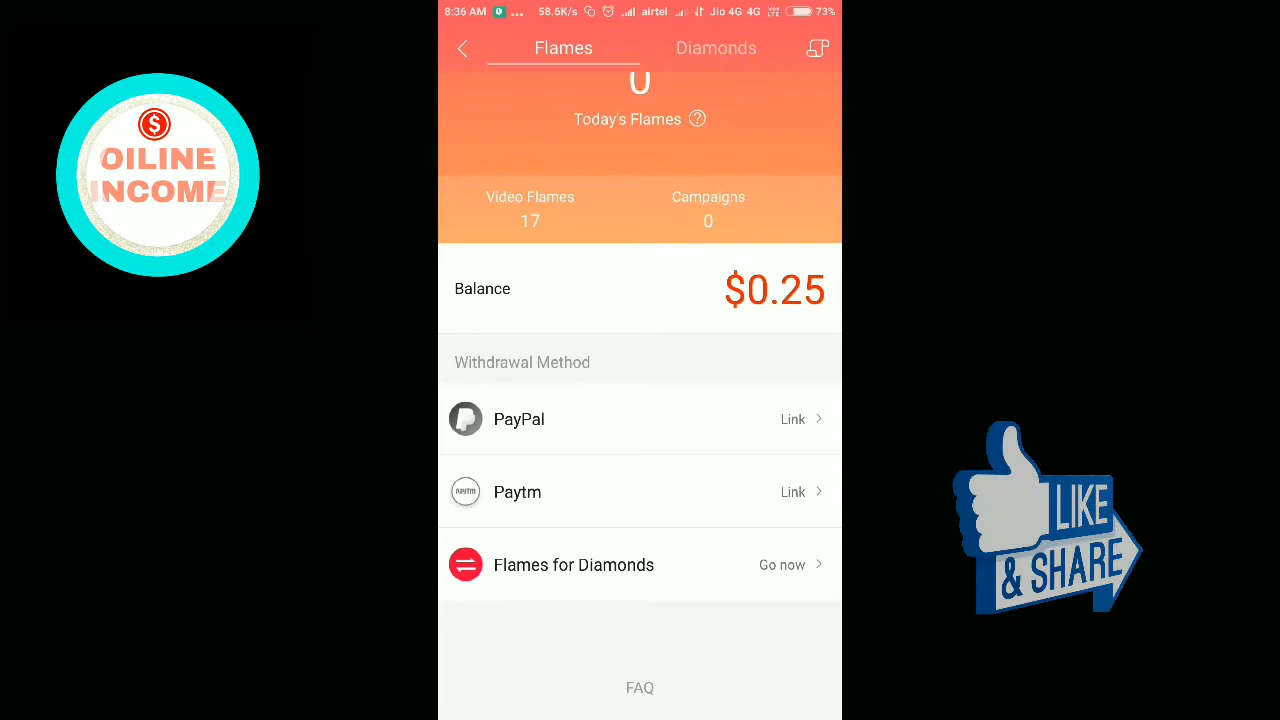 8:36 AM ... 58.6K/s airtel Jio 4G 4G 73%
Flames Diamonds
0
Today's Flames ?
Video Flames Campaigns
17 0
Balance $0.25
Withdrawal Method
PayPal Link
Paytm Paytm Link
Flames for Diamonds Go now
FAQ
$
OILINE
INCOME
LIKE
& SHARE